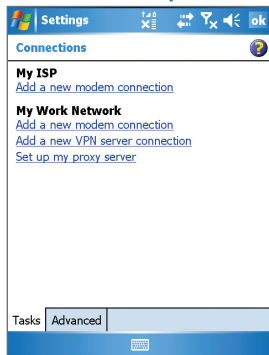 Settings
ok
Connections
My ISP
Add a new modem connection
My Work Network
Add a new modem connection
Add a new VPN server connection
Set up my proxy server
Tasks
Advanced